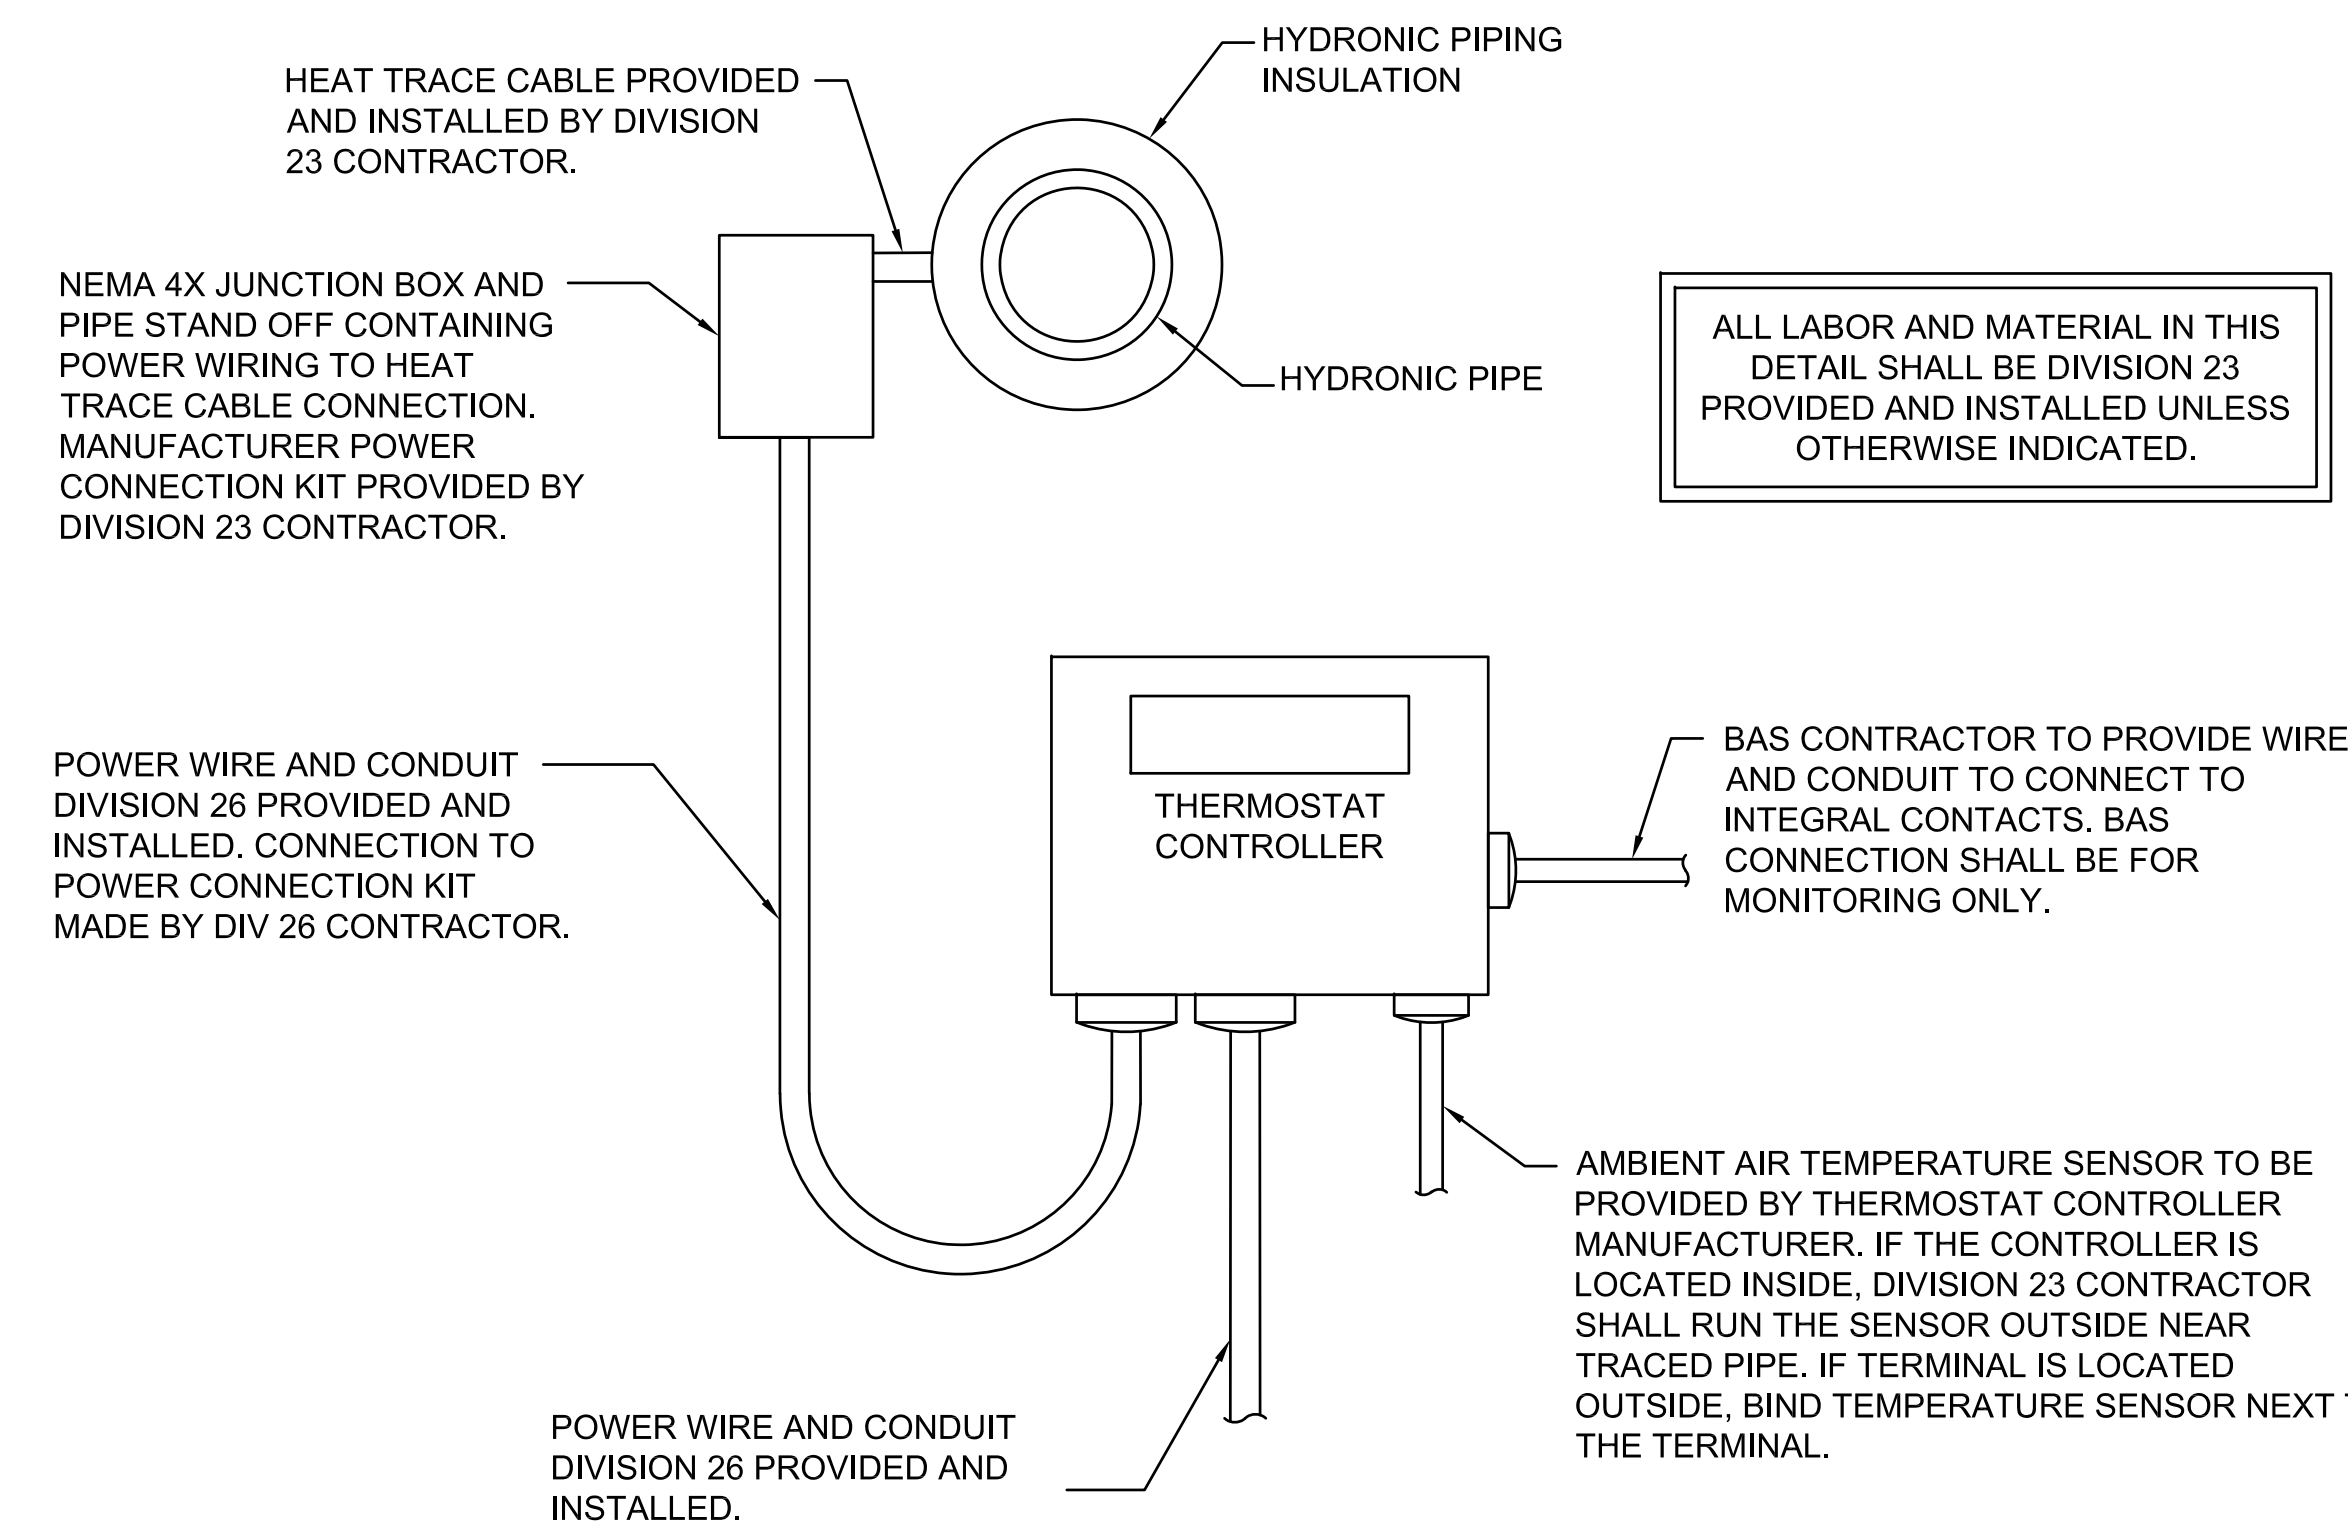 HYDRONIC PIPING
INSULATION
HEAT TRACE CABLE PROVIDED
AND INSTALLED BY DIVISION
23 CONTRACTOR.
NEMA 4X JUNCTION BOX AND
PIPE STAND OFF CONTAINING
POWER WIRING TO HEAT
TRACE CABLE CONNECTION.
MANUFACTURER POWER
CONNECTION KIT PROVIDED BY
DIVISION 23 CONTRACTOR.
HYDRONIC PIPE
ALL LABOR AND MATERIAL IN THIS
DETAIL SHALL BE DIVISION 23
PROVIDED AND INSTALLED UNLESS
OTHERWISE INDICATED.
POWER WIRE AND CONDUIT
DIVISION 26 PROVIDED AND
INSTALLED. CONNECTION TO
POWER CONNECTION KIT
MADE BY DIV 26 CONTRACTOR.
THERMOSTAT
CONTROLLER
BAS CONTRACTOR TO PROVIDE WIRE
AND CONDUIT TO CONNECT TO
INTEGRAL CONTACTS. BAS
CONNECTION SHALL BE FOR
MONITORING ONLY.
AMBIENT AIR TEMPERATURE SENSOR TO BE
PROVIDED BY THERMOSTAT CONTROLLER
MANUFACTURER. IF THE CONTROLLER IS
LOCATED INSIDE, DIVISION 23 CONTRACTOR
SHALL RUN THE SENSOR OUTSIDE NEAR
TRACED PIPE. IF TERMINAL IS LOCATED
OUTSIDE, BIND TEMPERATURE SENSOR NEXT
THE TERMINAL.
POWER WIRE AND CONDUIT
DIVISION 26 PROVIDED AND
INSTALLED.